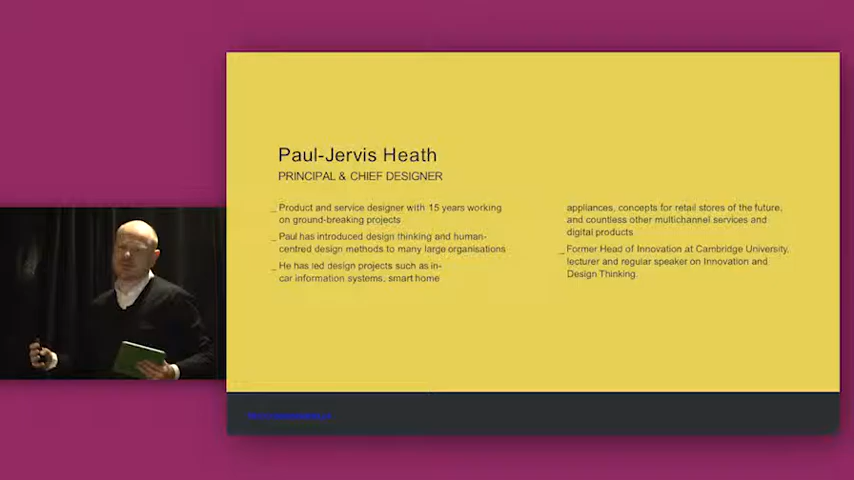 Paul-Jervis Heath
PRINCIPAL & CHIEF DESIGNER
_ Product and service designer with 15 years working
on ground-breaking projects
_ Paul has introduced design thinking and human-
centred design methods to many large organisations
_ He has led design projects such as in-
car information systems, smart home
appliances, concepts for retail stores of the future,
and countless other multichannel services and
digital products
_ Former Head of Innovation at Cambridge University,
lecturer and regular speaker on Innovation and
Design Thinking.